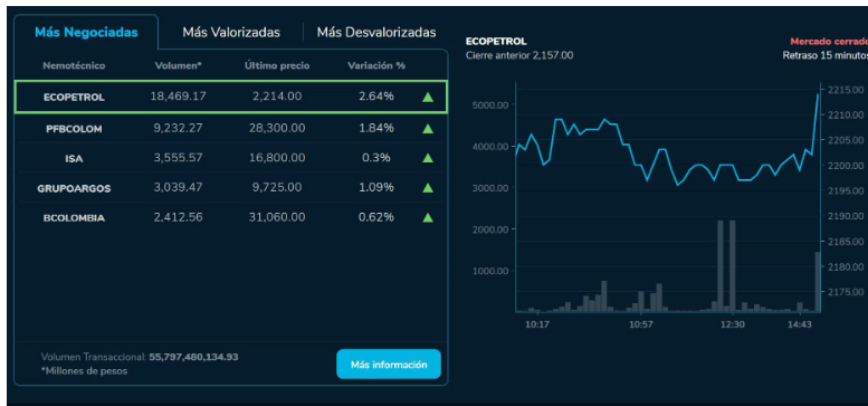 Más Negociadas
Más Valorizadas
Más Desvalorizadas
Nemotécnico Volumen* Último precio Variación %
ECOPETROL 18,469.17 2,214.00 2.64%
PFBCOLOM 9,232.27 28,300.00 1.84%
ISA 3,555.57 16,800.00 0.3%
GRUPOARGOS 3,039.47 9,725.00 1.09%
BCOLOMBIA 2,412.56 31,060.00 0.62%
Volumen Transaccional: 55,797,480,134.93
*Millones de pesos
Más información
ECOPETROL
Cierre anterior 2,157.00
Mercado cerrado
Retraso 15 minutos
5000.00
4000.00
3000.00
2000.00
1000.00
2215.00
2210.00
2205.00
2200.00
2195.00
2190.00
2185.00
2180.00
2175.00
10:17 10:57 12:30 14:43